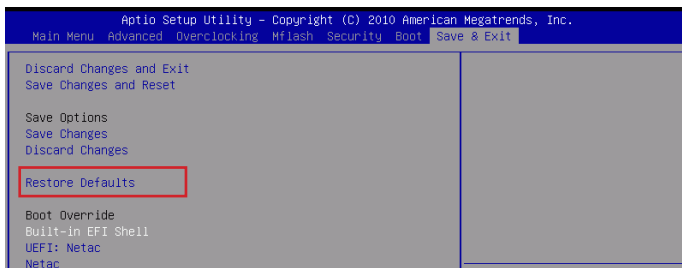 Aptio Setup Utility – Copyright (C) 2010 American Megatrends, Inc.
Main Menu Advanced Overclocking Mflash Security Boot Save & Exit
Discard Changes and Exit
Save Changes and Reset
Save Options
Save Changes
Discard Changes
Restore Defaults
Boot Override
Built-in EFI Shell
UEFI: Netac
Netac